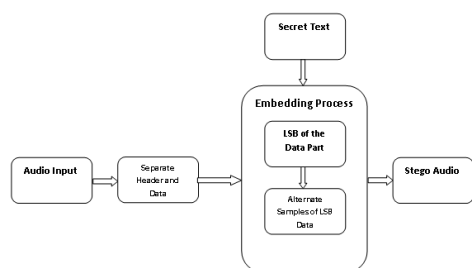 Secret Text
Embedding Process
LSB of the
Data Part
Audio Input
Separate
Header and
Data
Alternate
Samples of LSB
Data
Stego Audio